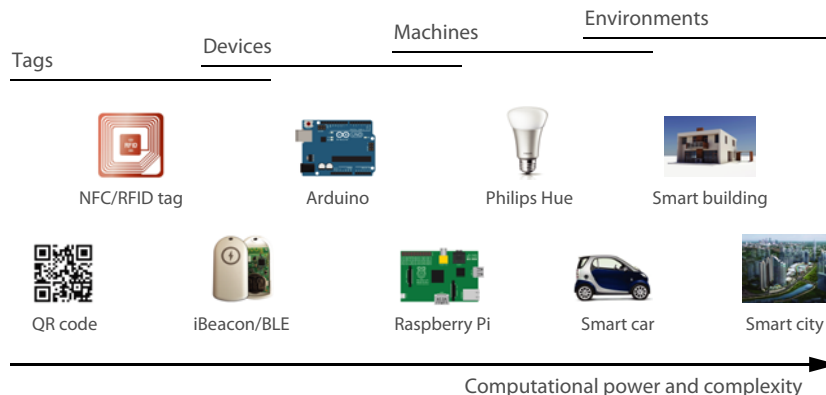 Environments
Machines
Devices
Tags
RFID
NFC/RFID tag
Arduino
Philips Hue
Smart building
QR code
iBeacon/BLE
Raspberry Pi
Smart car
Smart city
Computational power and complexity